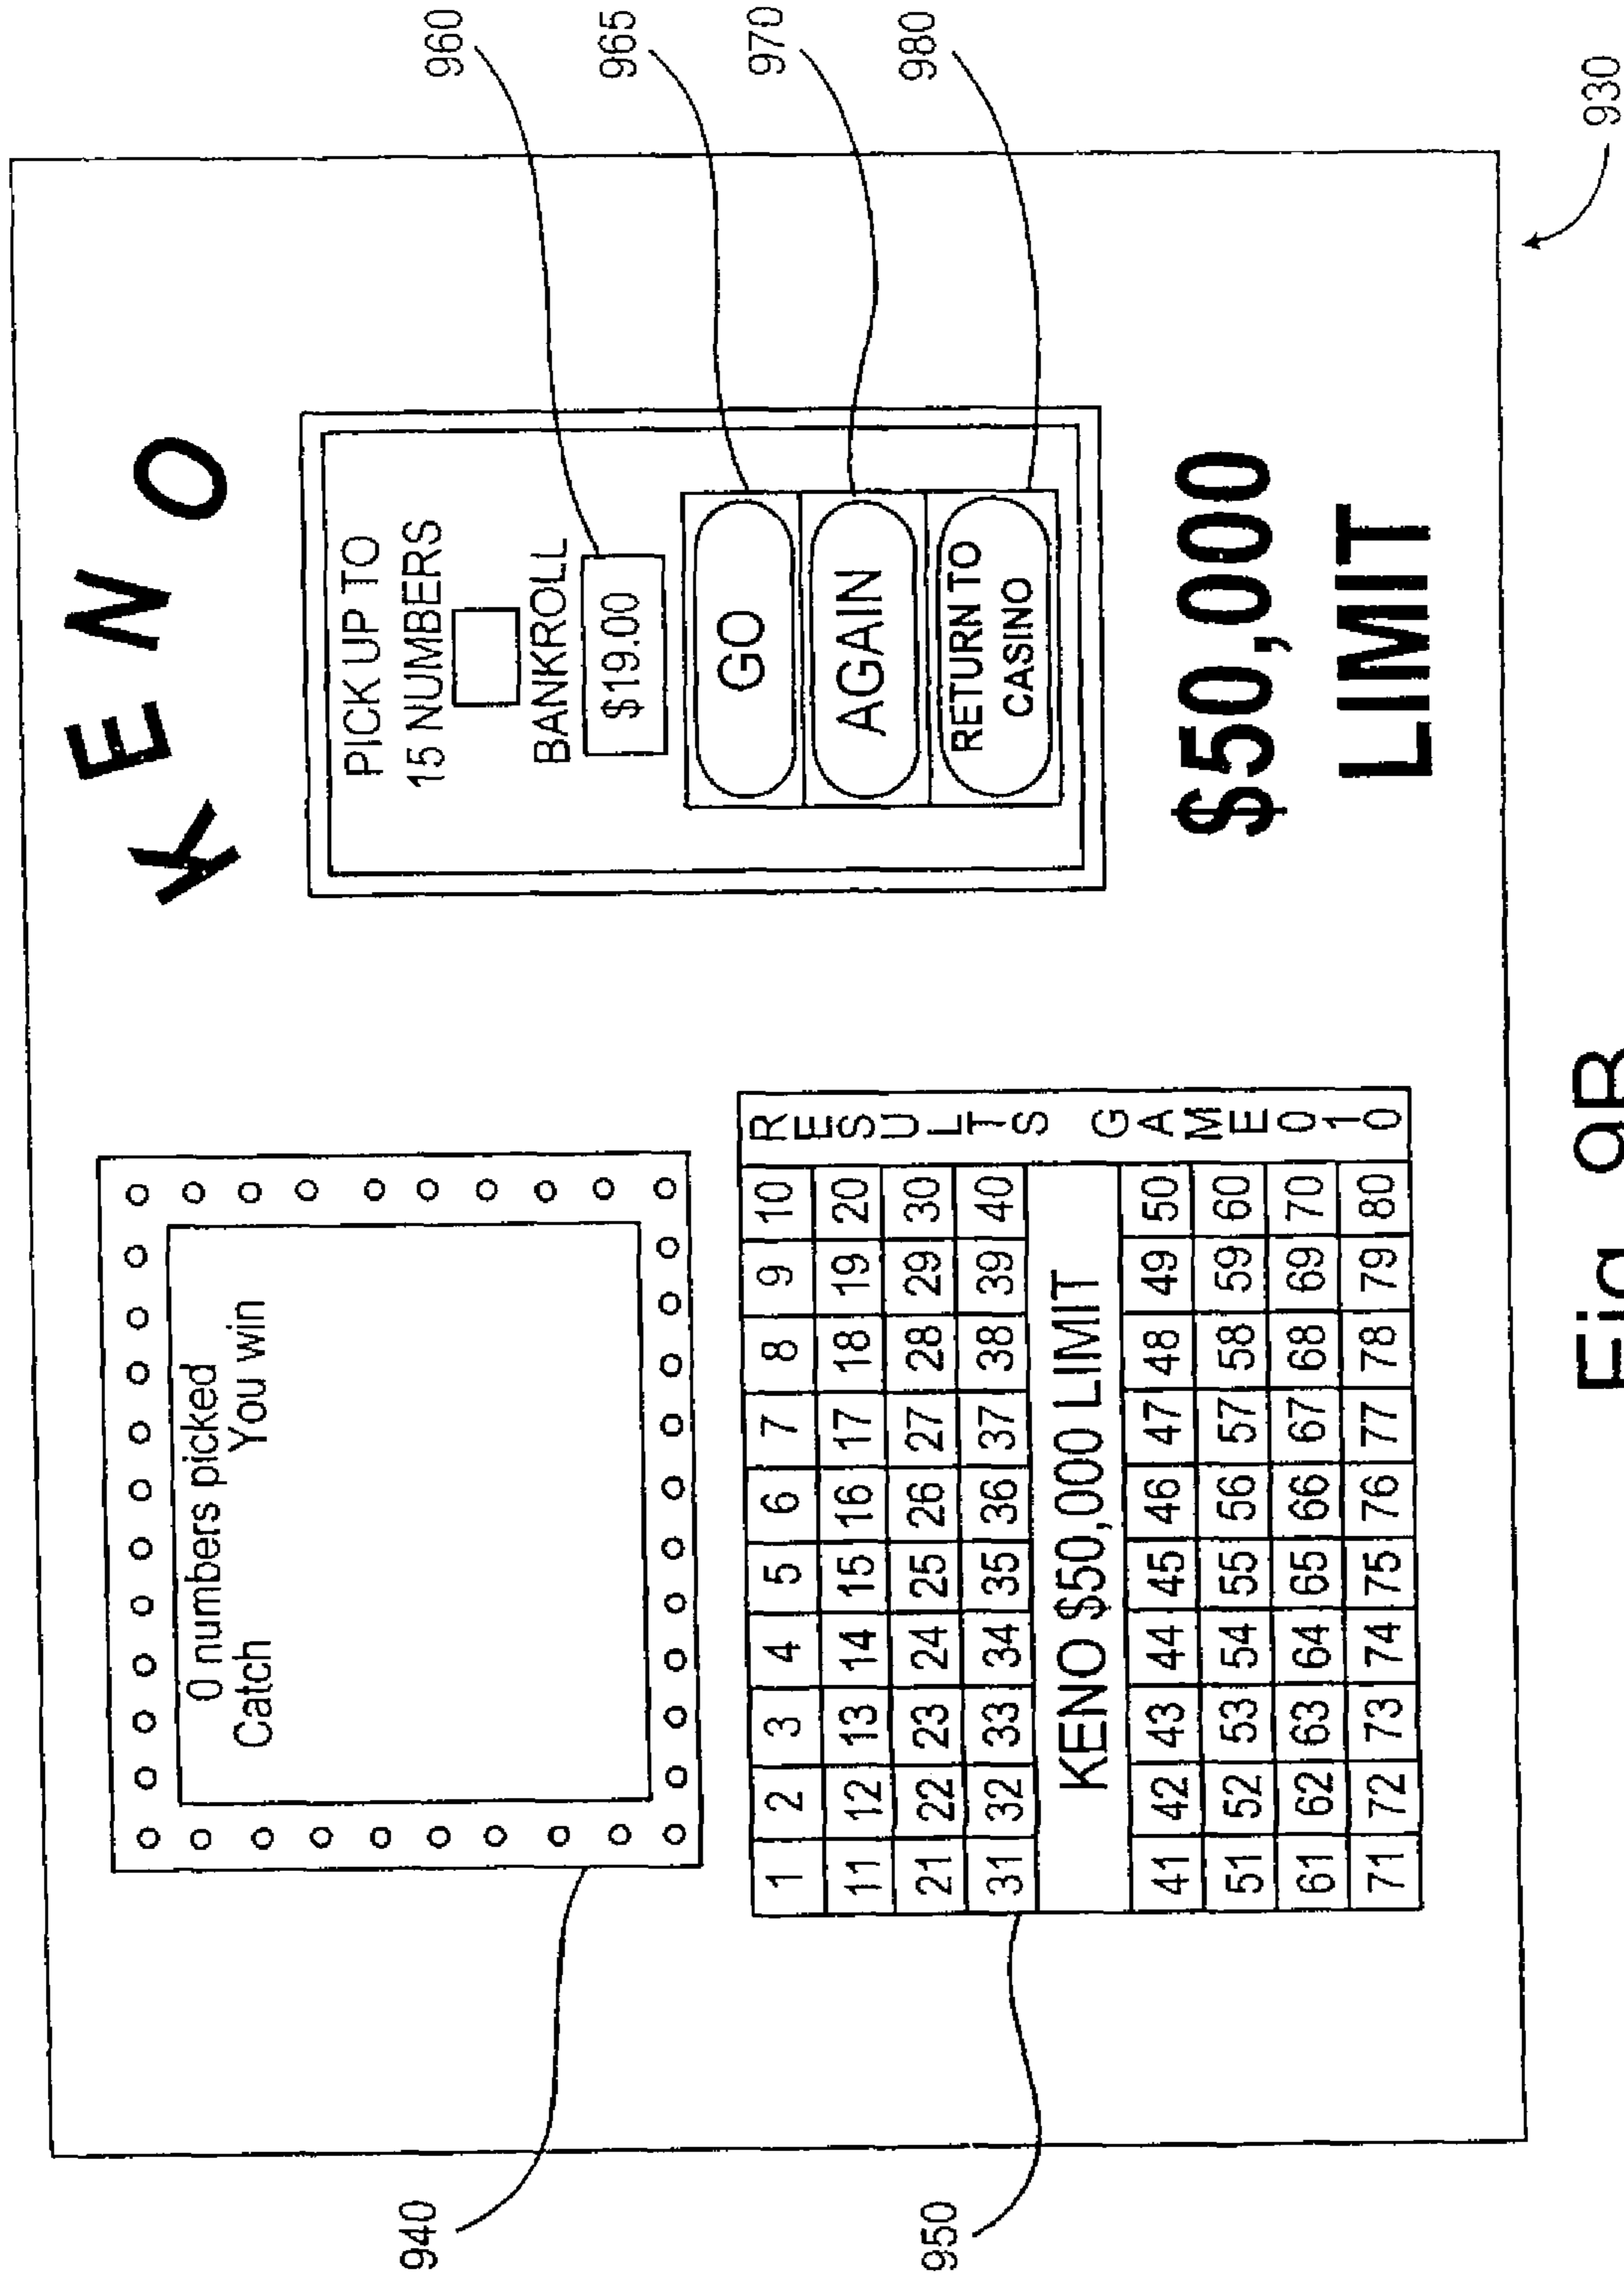 KENO
0 numbers picked
Catch You win
PICK UP TO
15 NUMBERS
BANKROLL
$19.00
GO
AGAIN
RETURN TO
CASINO
960
965
970
980
940
950
1 2 3 4 5 6 7 8 9 10
11 12 13 14 15 16 17 18 19 20
21 22 23 24 25 26 27 28 29 30
31 32 33 34 35 36 37 38 39 40
KENO $50,000 LIMIT
41 42 43 44 45 46 47 48 49 50
51 52 53 54 55 56 57 58 59 60
61 62 63 64 65 66 67 68 69 70
71 72 73 74 75 76 77 78 79 80
RESULTS GAME 010
$50,000
LIMIT
930
Fig. 9B